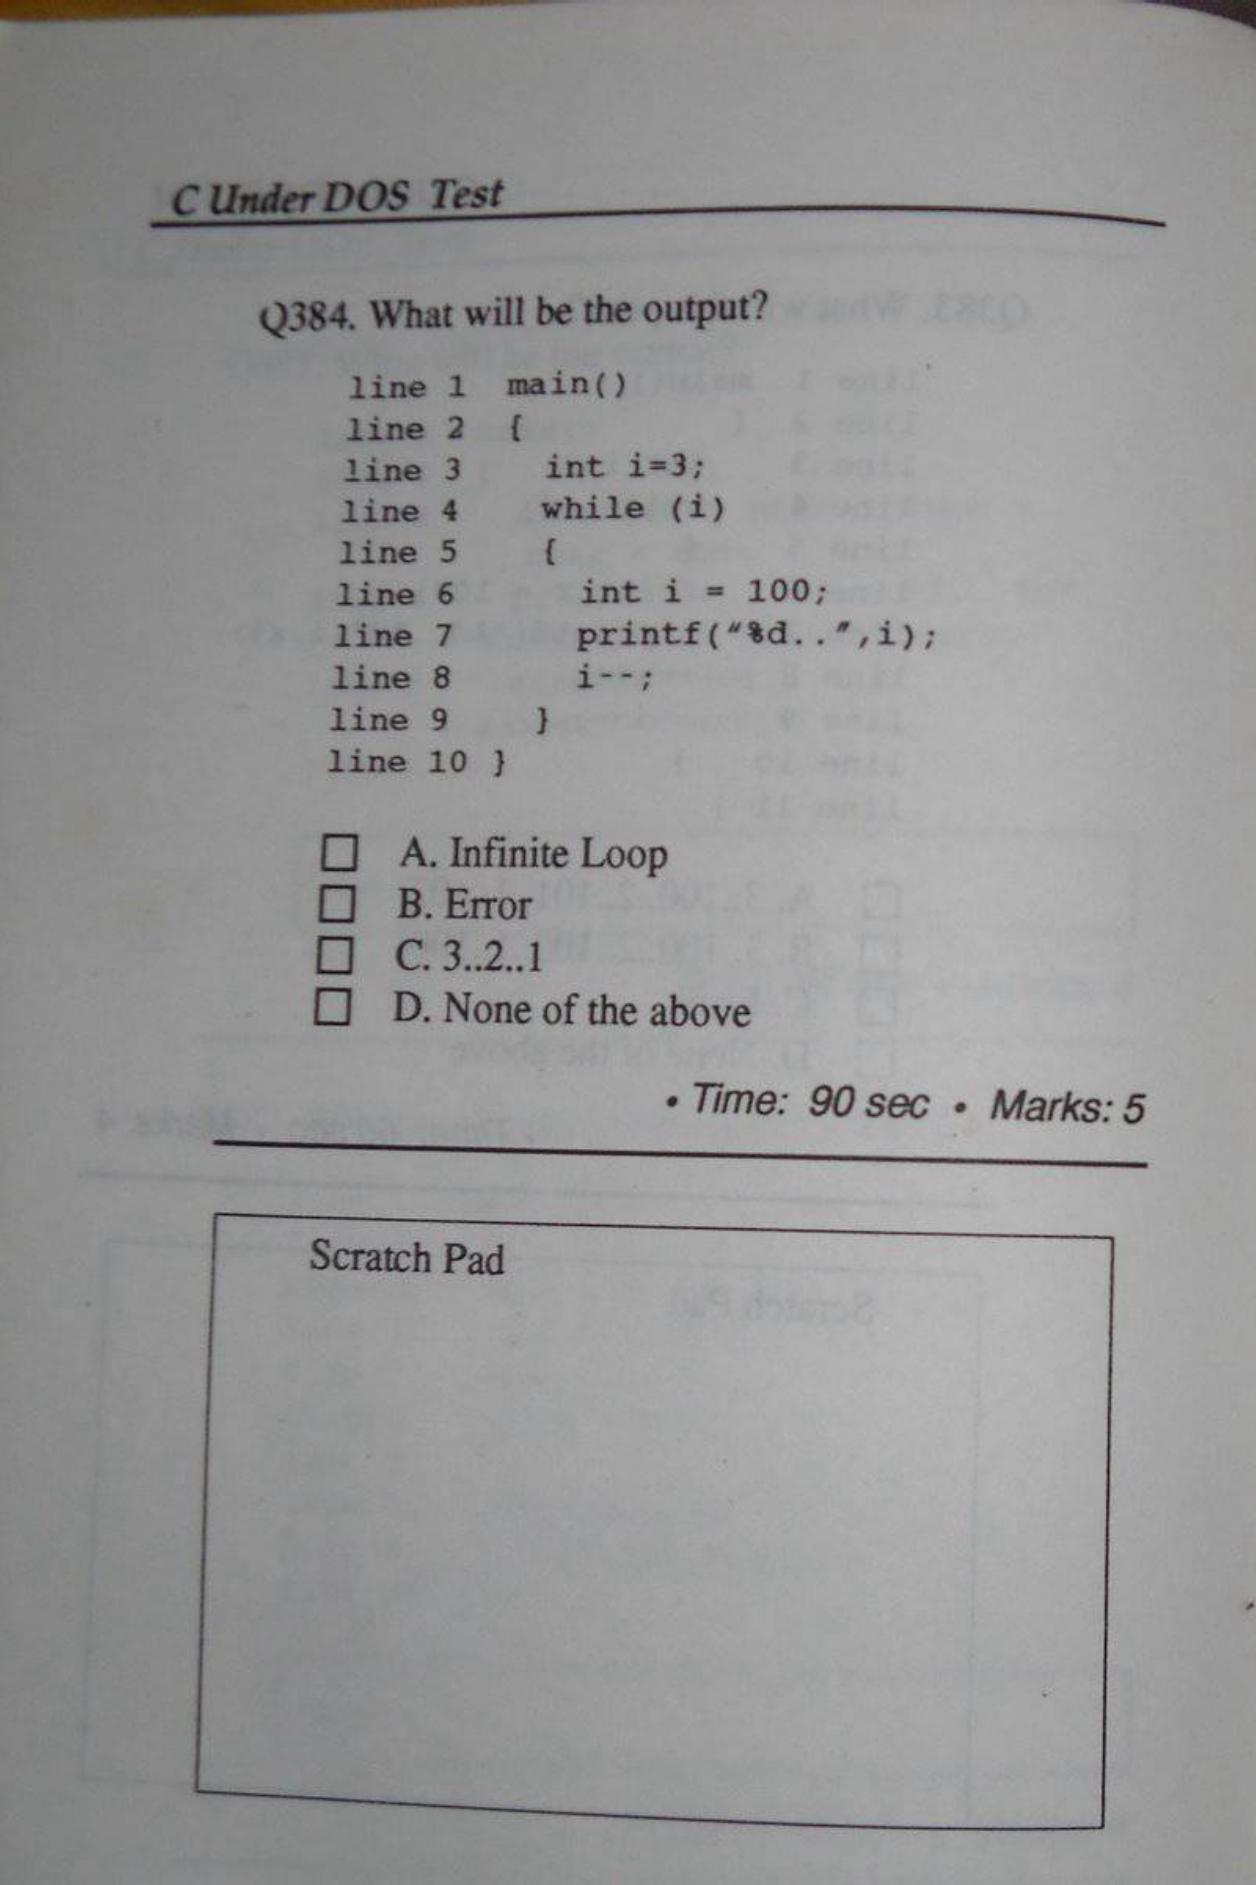 C Under DOS Test
Q384. What will be the output?
line 1 main()
line 2 {
line 3 int i=3;
line 4 while (i)
line 5 {
line 6 int i = 100;
line 7 printf("%d..",i);
line 8 i--;
line 9 }
line 10 }
A. Infinite Loop
B. Error
C. 3..2..1
D. None of the above
• Time: 90 sec • Marks: 5
Scratch Pad